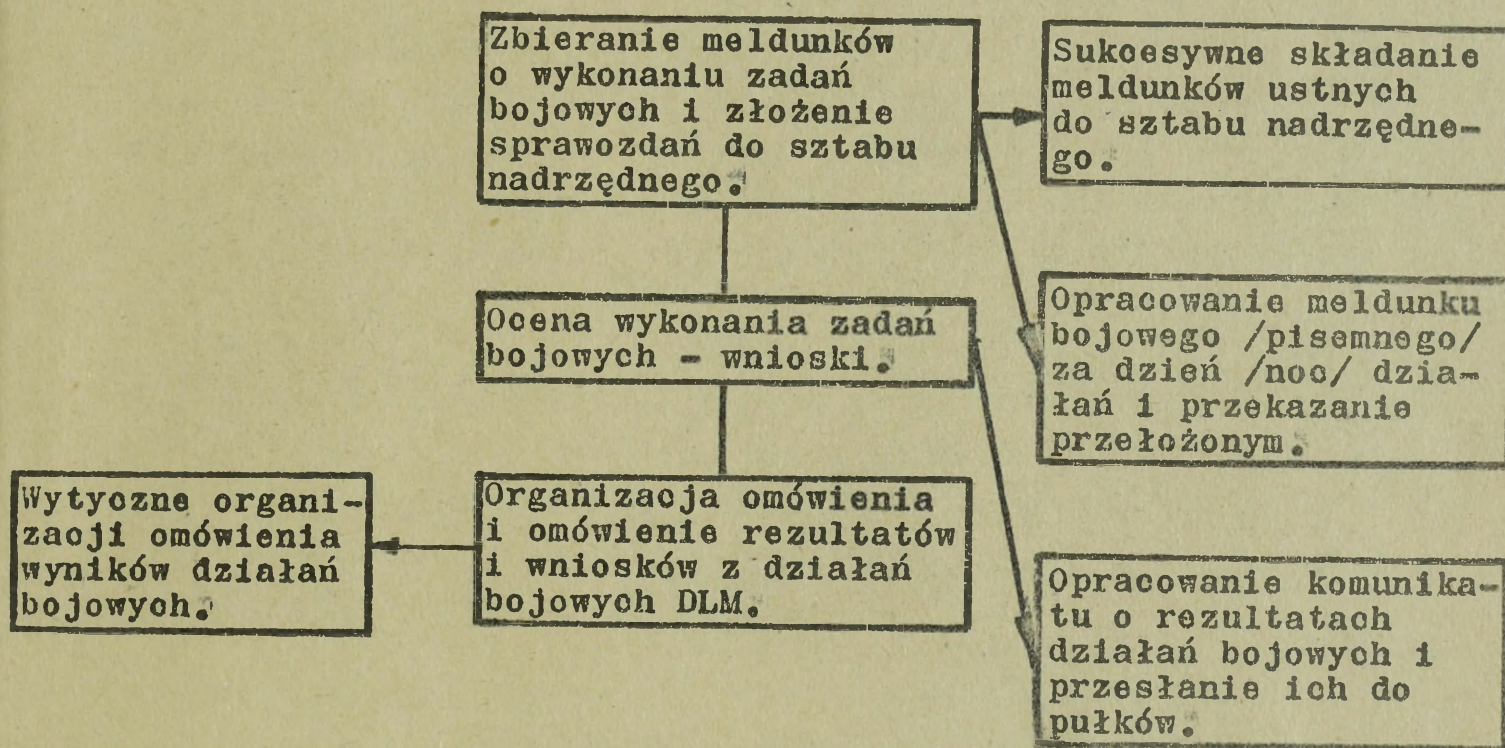 Zbieranie meldunków
o wykonaniu zadań
bojowych i złożenie
sprawozdań do sztabu
nadrzędnego.
Sukcesywne składanie
meldunków ustnych
do sztabu nadrzędne-
go.
Ocena wykonania zadań
bojowych - wnioski.
Opracowanie meldunku
bojowego /pisemnego/
za dzień /noc/ dzia-
łań i przekazanie
przełożonym.
Wytyczne organi-
zacji omówienia
wyników działań
bojowych.
Organizacja omówienia
i omówienie rezultatów
i wniosków z działań
bojowych DLM.
Opracowanie komunika-
tu o rezultatach
działań bojowych i
przesłanie ich do
pułków.